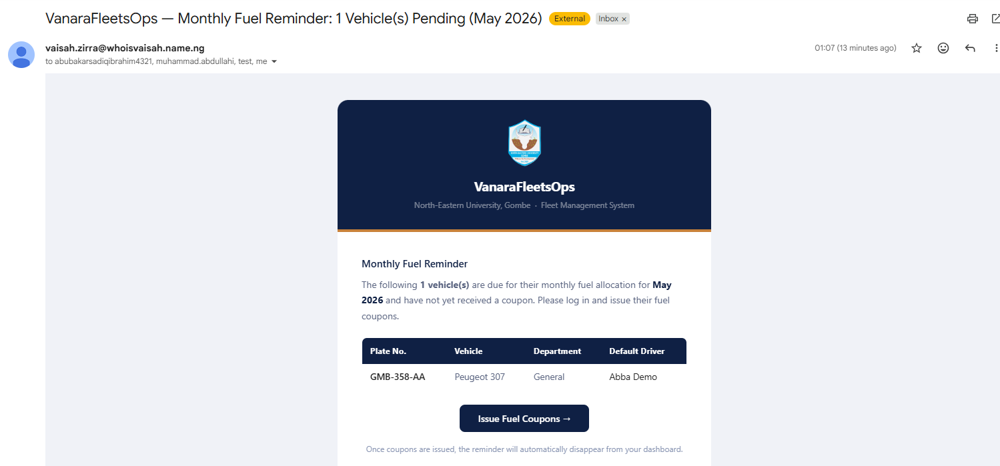 VanaraFleetsOps — Monthly Fuel Reminder: 1 Vehicle(s) Pending (May 2026) External Inbox ×
vaisah.zirra@whoisvaisah.name.ng 01:07 (13 minutes ago)
to abubakarsadiqibrahim4321, muhammad.abdullahi, test, me
VanaraFleetsOps
North-Eastern University, Gombe · Fleet Management System
Monthly Fuel Reminder
The following 1 vehicle(s) are due for their monthly fuel allocation for May
2026 and have not yet received a coupon. Please log in and issue their fuel
coupons.
Plate No. Vehicle Department Default Driver
GMB-358-AA Peugeot 307 General Abba Demo
Issue Fuel Coupons →
Once coupons are issued, the reminder will automatically disappear from your dashboard.